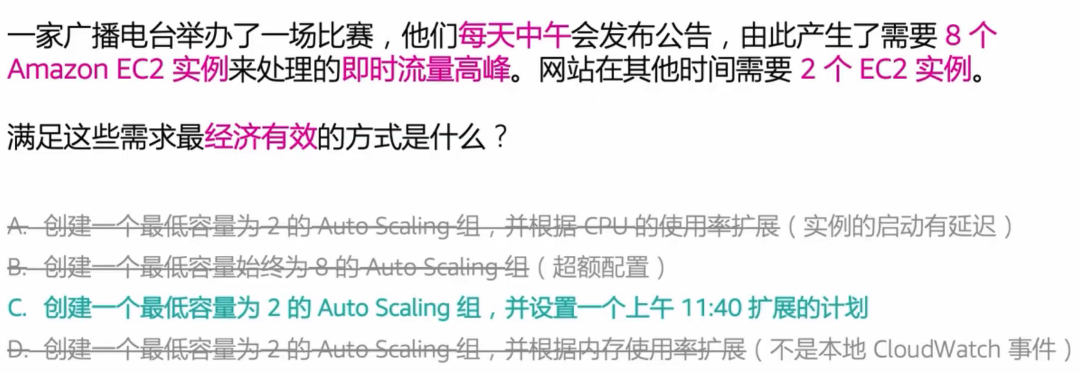 一家广播电台举办了一场比赛，他们每天中午会发布公告，由此产生了需要 8 个
Amazon EC2 实例来处理的即时流量高峰。网站在其他时间需要 2 个 EC2 实例。
满足这些需求最经济有效的方式是什么？
A. 创建一个最低容量为 2 的 Auto Scaling 组，并根据 CPU 的使用率扩展（实例的启动有延迟）
B. 创建一个最低容量始终为 8 的 Auto Scaling 组（超额配置）
C. 创建一个最低容量为 2 的 Auto Scaling 组，并设置一个上午 11:40 扩展的计划
D. 创建一个最低容量为 2 的 Auto Scaling 组，并根据内存使用率扩展（不是本地 CloudWatch 事件）